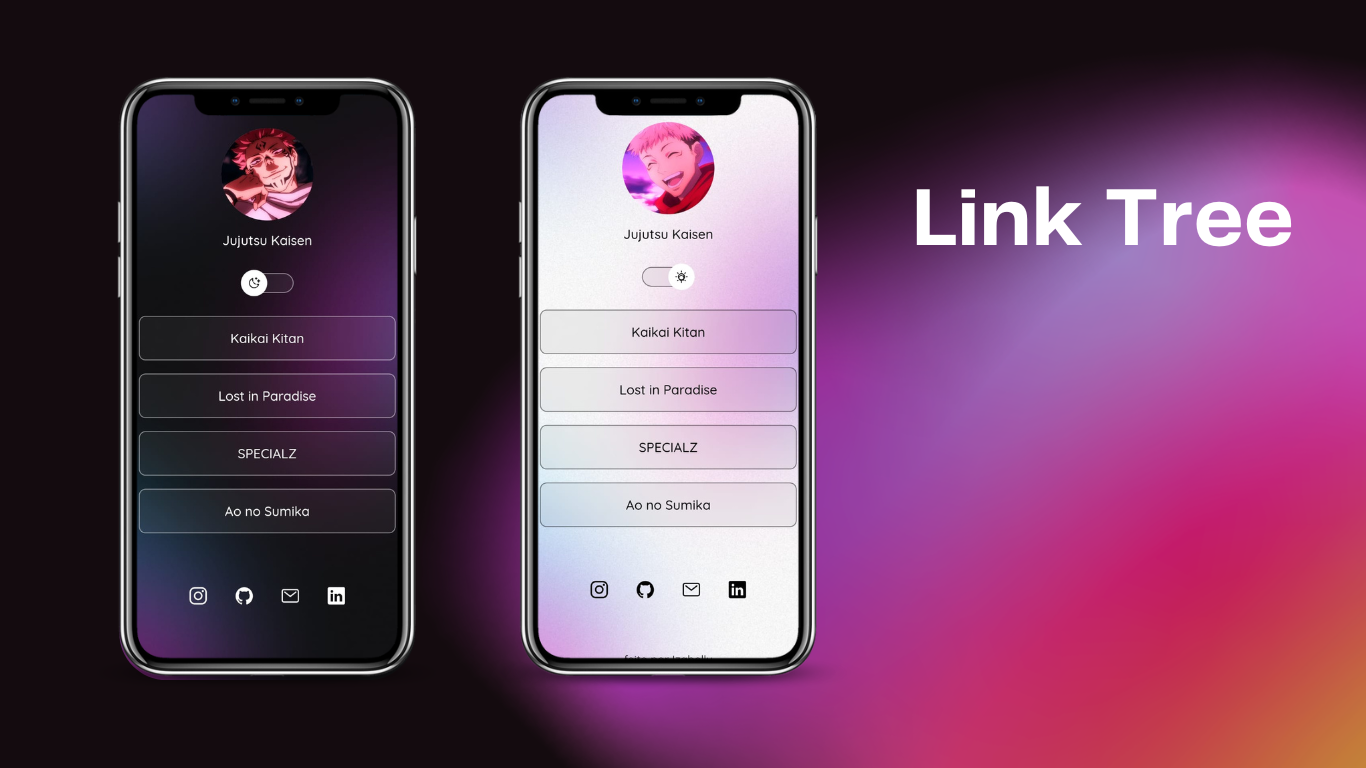 Jujutsu Kaisen
Kaikai Kitan
Lost in Paradise
SPECIALZ
Ao no Sumika
Jujutsu Kaisen
Kaikai Kitan
Lost in Paradise
SPECIALZ
Ao no Sumika
Link Tree